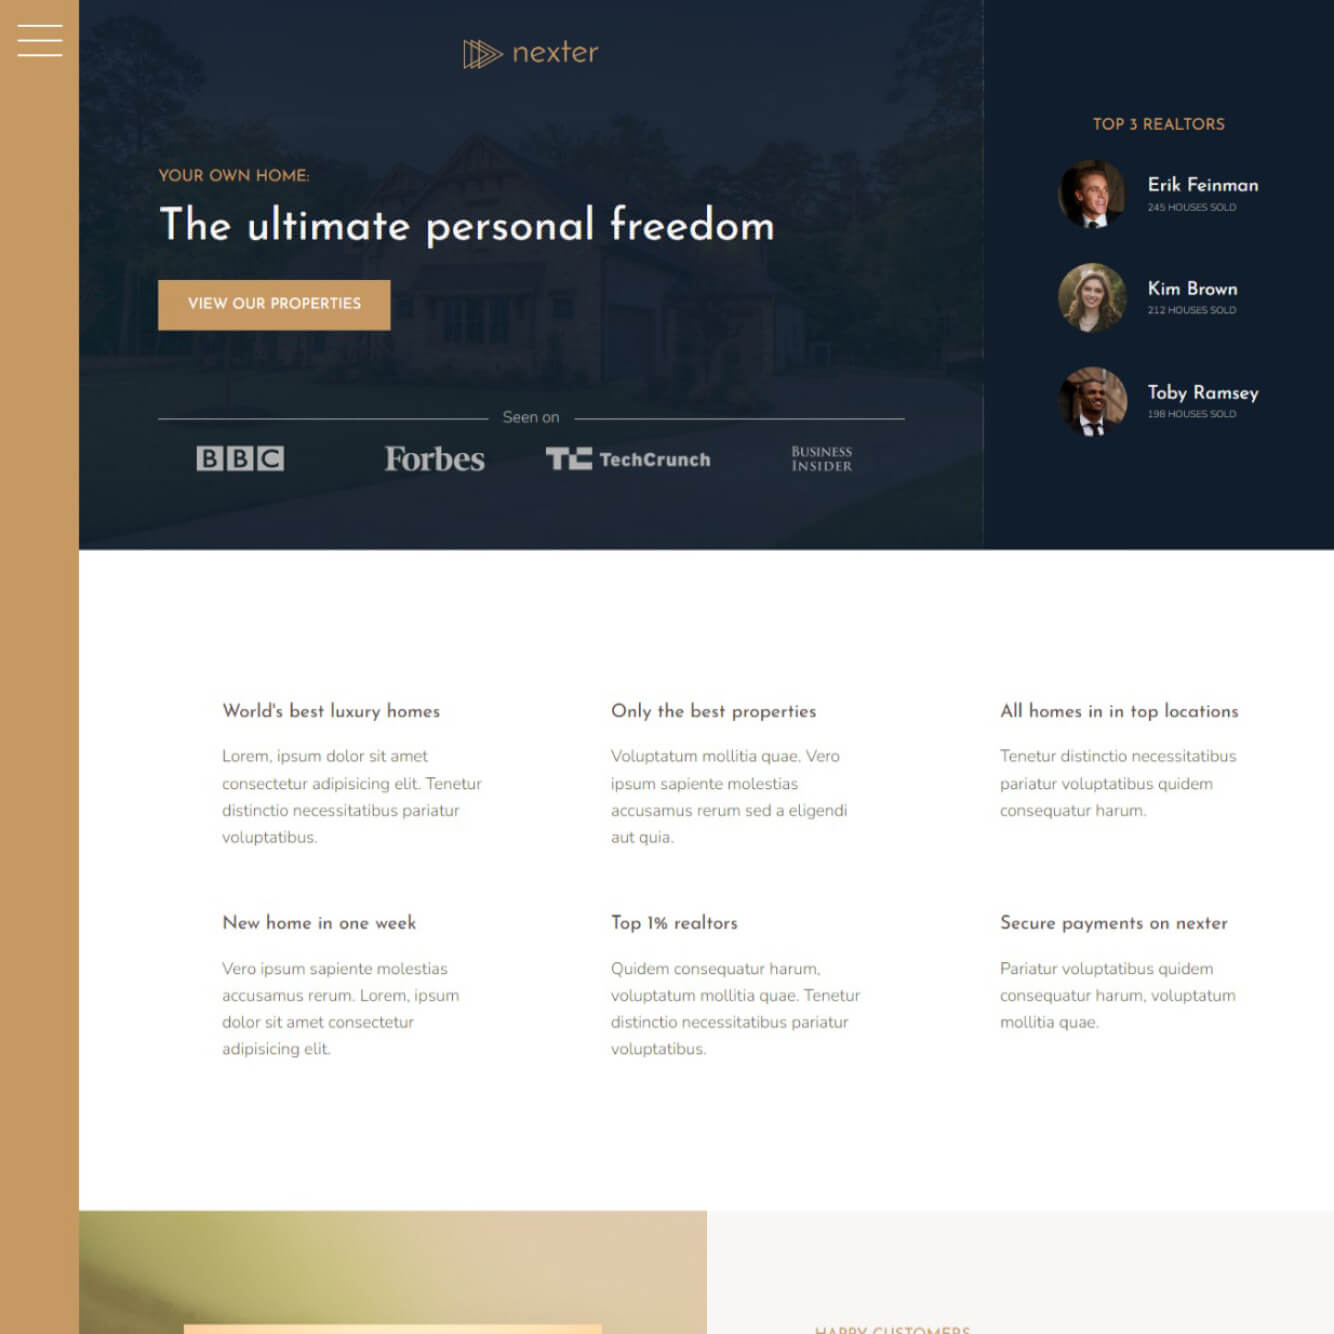 nexter
YOUR OWN HOME:
The ultimate personal freedom
VIEW OUR PROPERTIES
Seen on
BBC
Forbes
TC TechCrunch
BUSINESS
INSIDER
TOP 3 REALTORS
Erik Feinman
245 HOUSES SOLD
Kim Brown
212 HOUSES SOLD
Toby Ramsey
198 HOUSES SOLD
World's best luxury homes
Lorem, ipsum dolor sit amet
consectetur adipisicing elit. Tenetur
distinctio necessitatibus pariatur
voluptatibus.
Only the best properties
Voluptatum mollitia quae. Vero
ipsum sapiente molestias
accusamus rerum sed a eligendi
aut quia.
All homes in in top locations
Tenetur distinctio necessitatibus
pariatur voluptatibus quidem
consequatur harum.
New home in one week
Vero ipsum sapiente molestias
accusamus rerum. Lorem, ipsum
dolor sit amet consectetur
adipisicing elit.
Top 1% realtors
Quidem consequatur harum,
voluptatum mollitia quae. Tenetur
distinctio necessitatibus pariatur
voluptatibus.
Secure payments on nexter
Pariatur voluptatibus quidem
consequatur harum, voluptatum
mollitia quae.
HAPPY CUSTOMERS